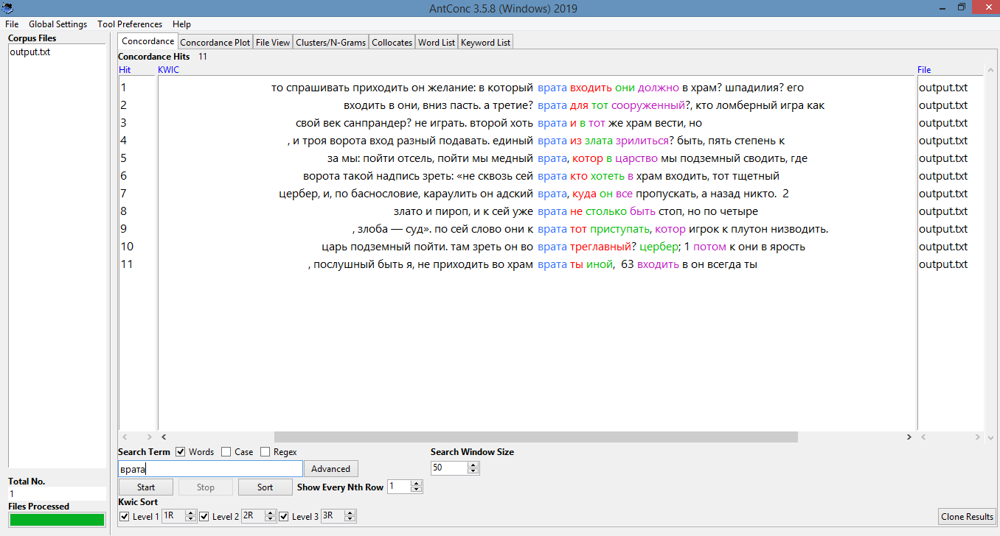 AntConc 3.5.8 (Windows) 2019
File Global Settings Tool Preferences Help
Corpus Files
output.txt
Concordance Concordance Plot File View Clusters/N-Grams Collocates Word List Keyword List
Concordance Hits 11
Hit KWIC File
1 то спрашивать приходить он желание: в который врата входить они должно в храм? шпадилия? его output.txt
2 входить в они, вниз пасть. а третие? врата для тот сооруженный?, кто ломберный игра как output.txt
3 свой век санпрандер? не играть. второй хоть врата и в тот же храм вести, но output.txt
4 , и троя ворота вход разный подавать. единый врата из злата зрилиться? быть, пять степень к output.txt
5 за мы: пойти отсель, пойти мы медный врата, котор в царство мы подземный сводить, где output.txt
6 ворота такой надпись зреть: «не сквозь сей врата кто хотеть в храм входить, тот тщетный output.txt
7 цербер, и, по баснословие, караулить он адский врата, куда он все пропускать, а назад никто. 2 output.txt
8 злато и пироп, и к сей уже врата не столько быть стоп, но по четыре output.txt
9 , злоба — суд». по сей слово они к врата тот приступать, котор игрок к плутон низводить. output.txt
10 царь подземный пойти. там зреть он во врата треглавный? цербер; 1 потом к они в ярость output.txt
11 , послушный быть я, не приходить во храм врата ты иной, 63 входить в он всегда ты output.txt
Search Term Words Case Regex Search Window Size
врата Advanced 50
Start Stop Sort Show Every Nth Row 1
Kwic Sort
Level 1 1R Level 2 2R Level 3 3R Clone Results
Total No.
1
Files Processed